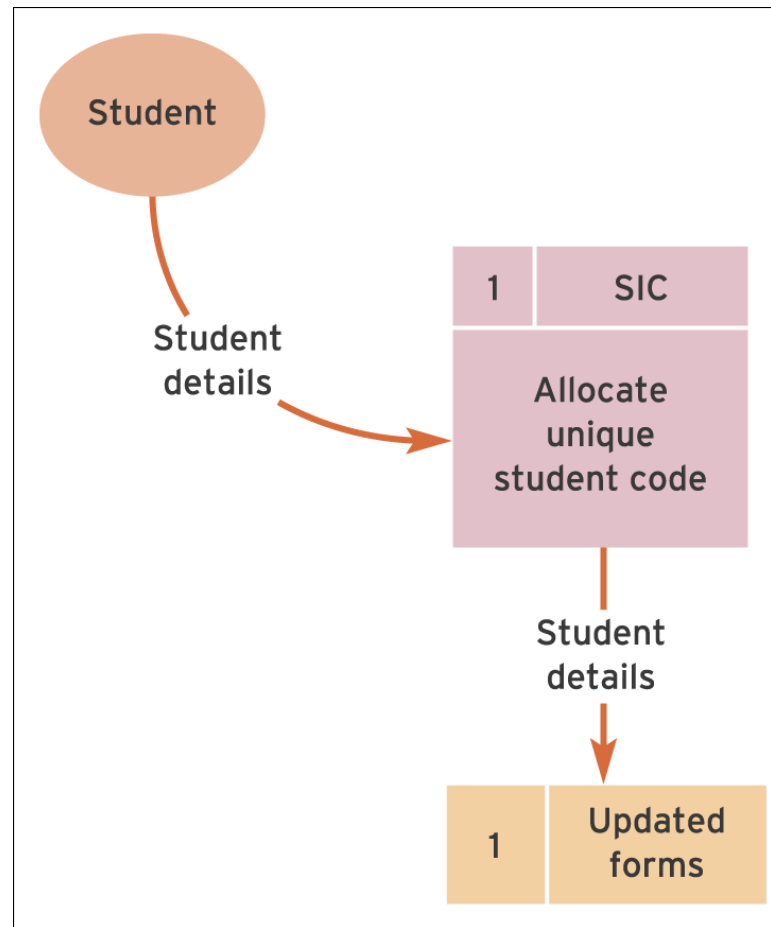 Student
1
SIC
Student
details
Allocate
unique
student code
Student
details
1
Updated
forms